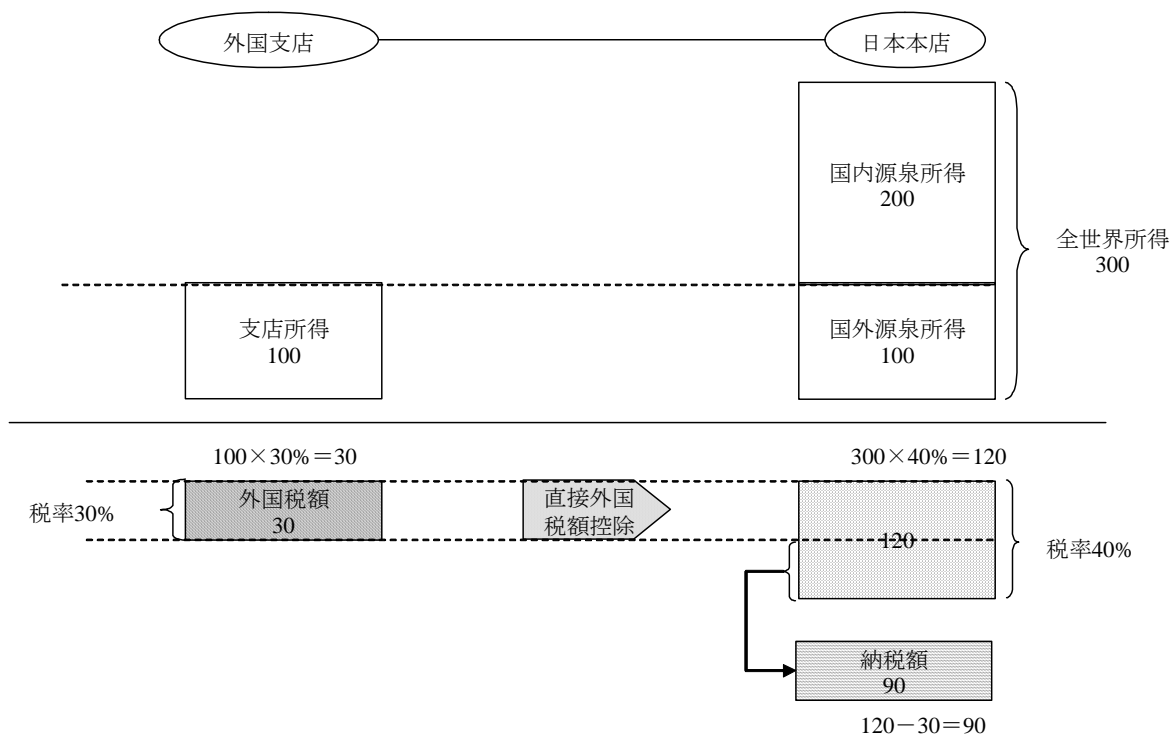 外国支店
日本本店
国内源泉所得
200
全世界所得
300
支店所得
100
国外源泉所得
100
100×30%＝30
300×40%＝120
税率30%
外国税額
30
直接外国
税額控除
120
税率40%
納税額
90
120－30＝90